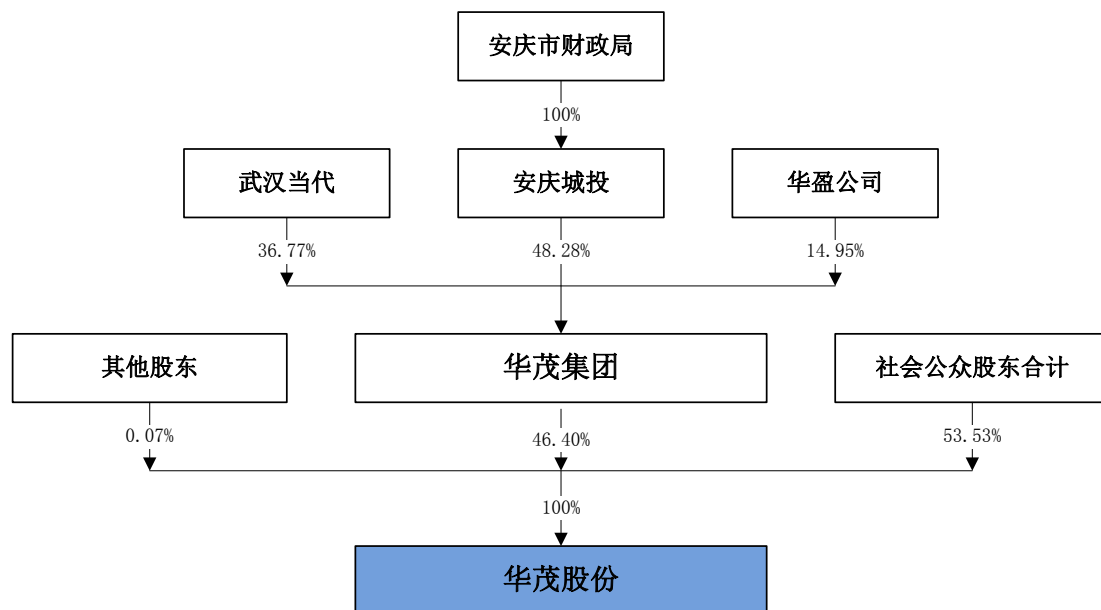 安庆市财政局
100%
武汉当代
安庆城投
华盈公司
36.77%
48.28%
14.95%
其他股东
华茂集团
社会公众股东合计
0.07%
46.40%
53.53%
100%
华茂股份